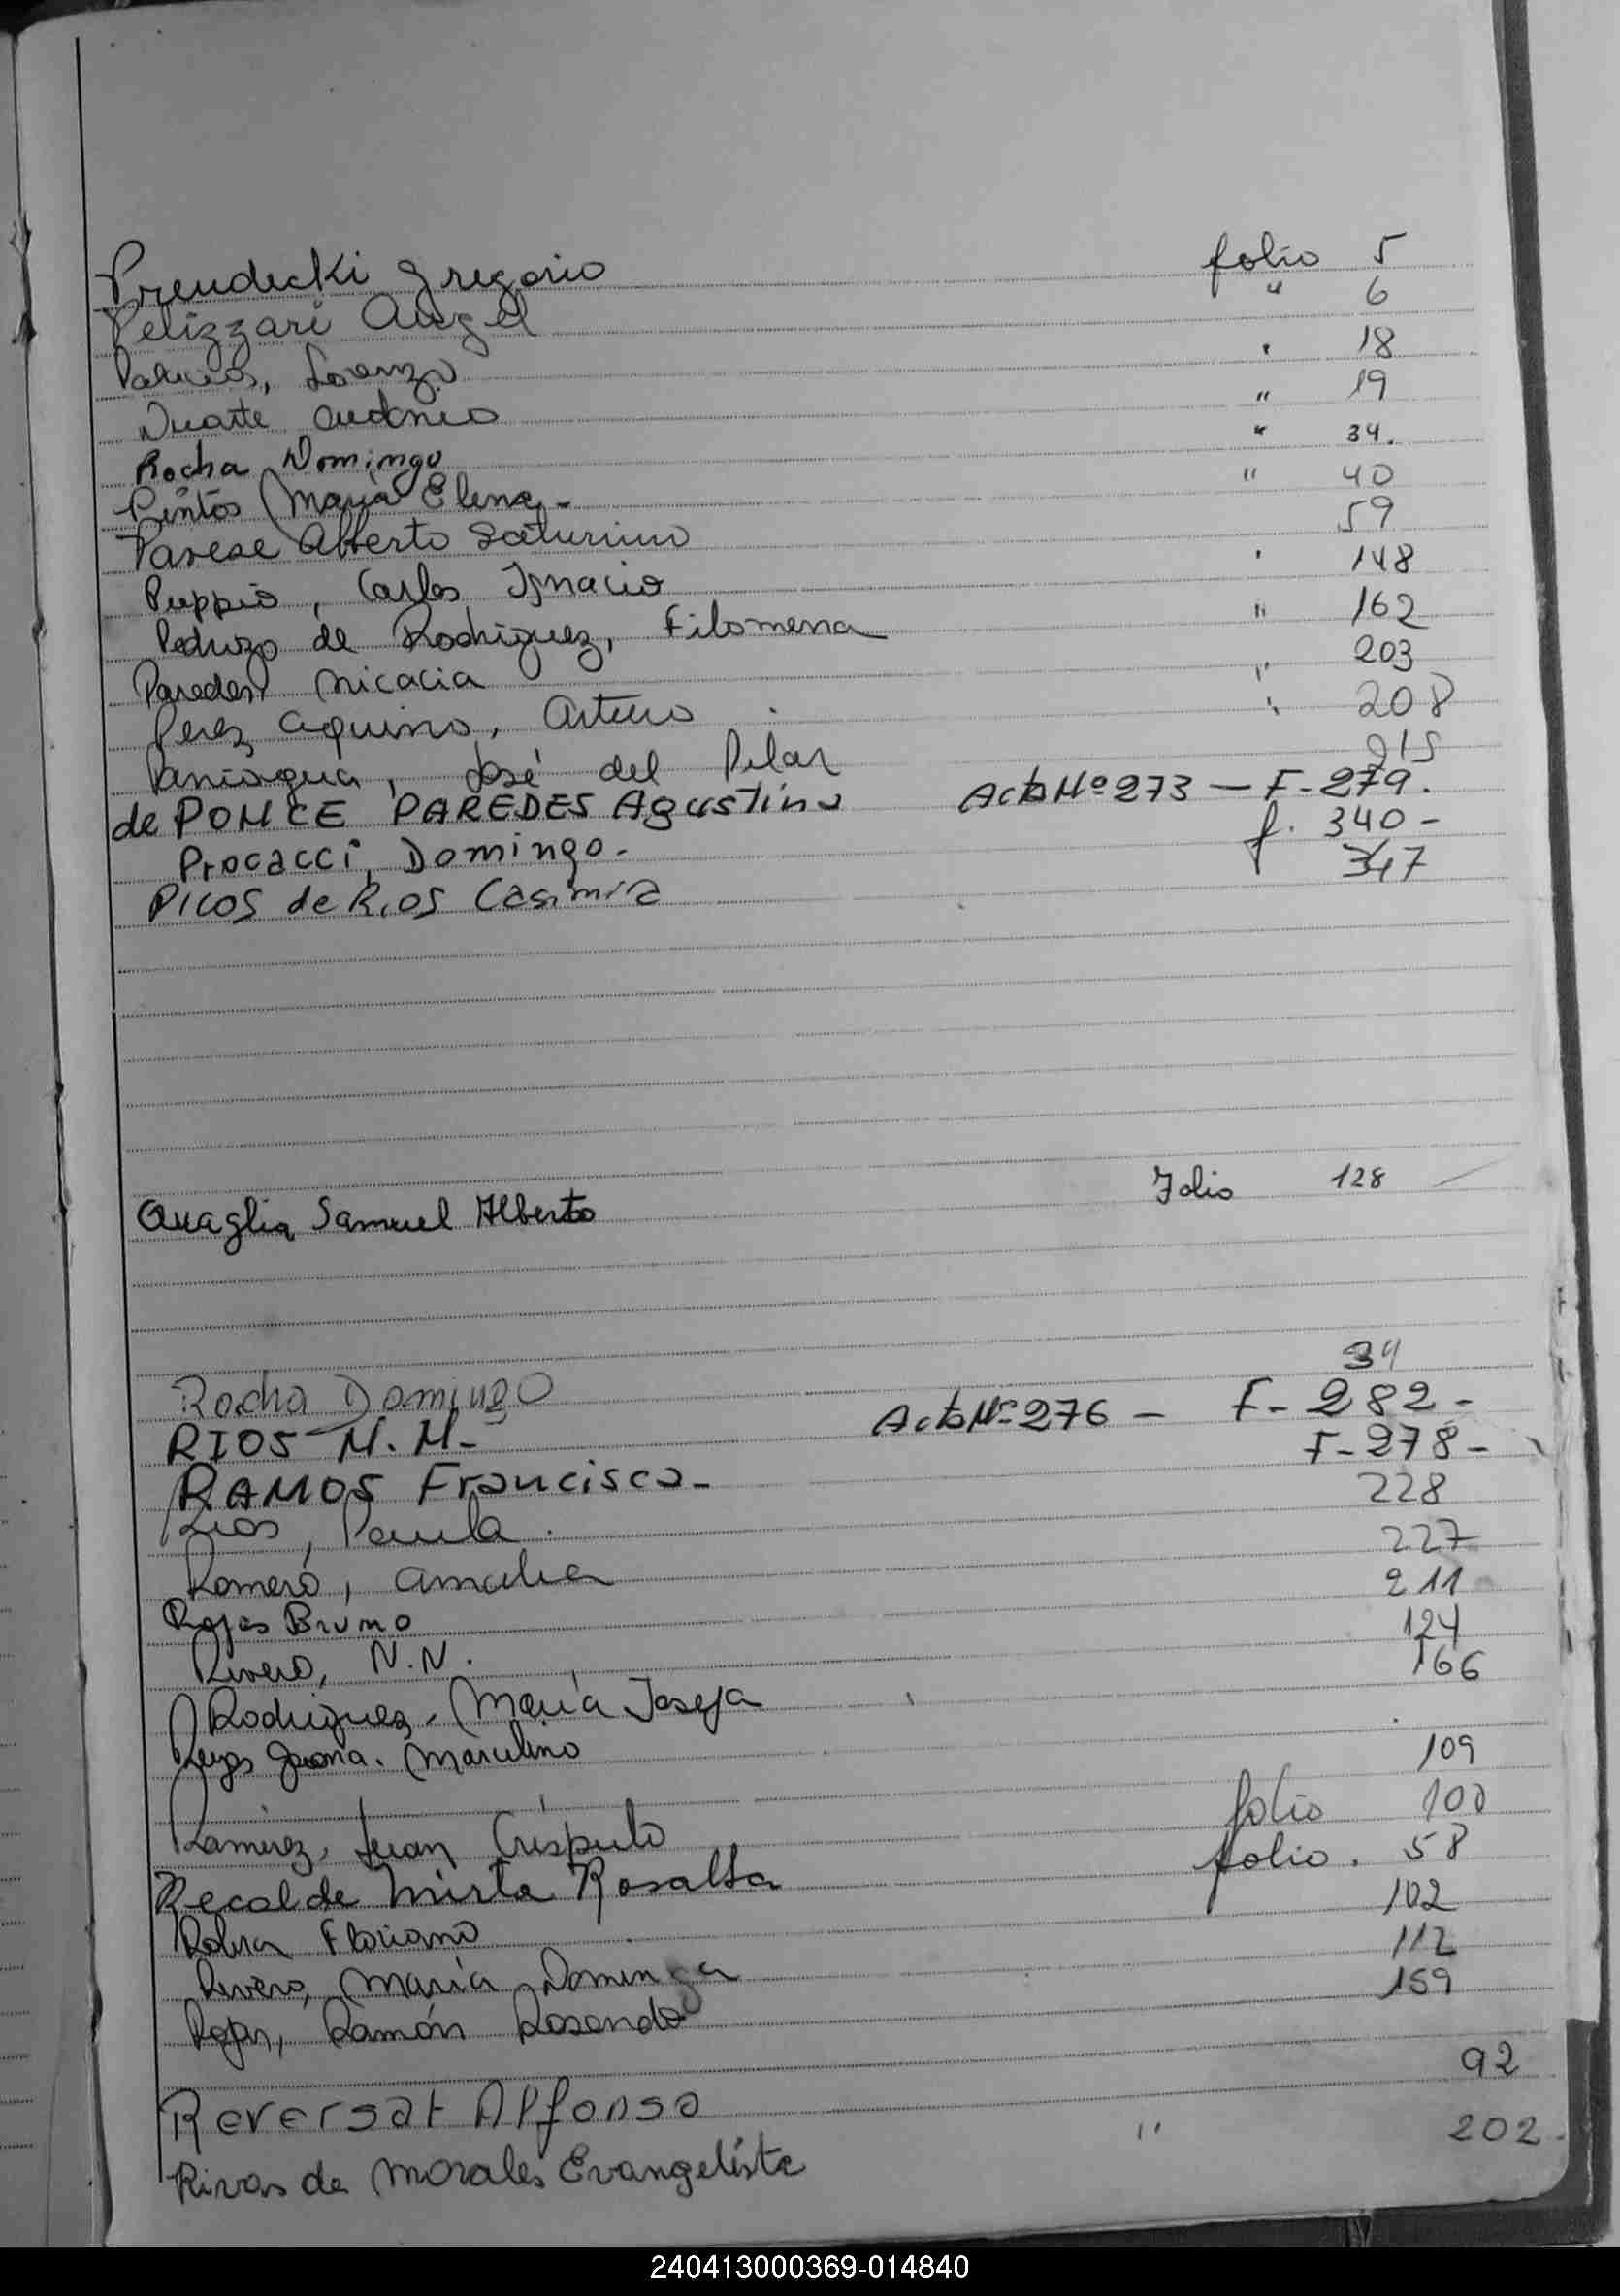 Prendecki Gregorio folio 5
Pelizzari Angel " 6
Palacios, Lorenzo " 18
Duarte Antonio " 19
Rocha Domingo " 34.
Pintos Maria Elena - " 40
Parese Alberto Saturnino 59
Puppio, Carlos Ignacio " 148
Pedrozo de Rodriguez, Filomena " 162
Paredes Nicacia " 203
Perez Aquino, Arturo " 208
Paniagua, José del Pilar 215
de PONCE PAREDES Agustina Acta Nº 273 - F- 279.
Procacci, Domingo - f. 340 -
PICOS de Rios Casimira 347
Quaglia Samuel Alberto Folio 128
Rocha Domingo 34
RIOS N.N- Acta Nº 276 - F- 282 -
RAMOS Francisco - F- 278 -
Rios, Paula. 228
Romero, Amalia 227
Rojas Bruno 211
Rivero, N.N. 124
Rodriguez, María Josefa 166
Marcelino
Ramirez, Juan Crispulo 109
folio 100
Recalde Mirta Rosalba folio. 58
Floriano 102
Rivero, María Dominga 112
Rojas, Ramón Rosendo 159
Reversat Alfonso 92
Rivas de Morales Evangelista " 202.
240413000369-014840